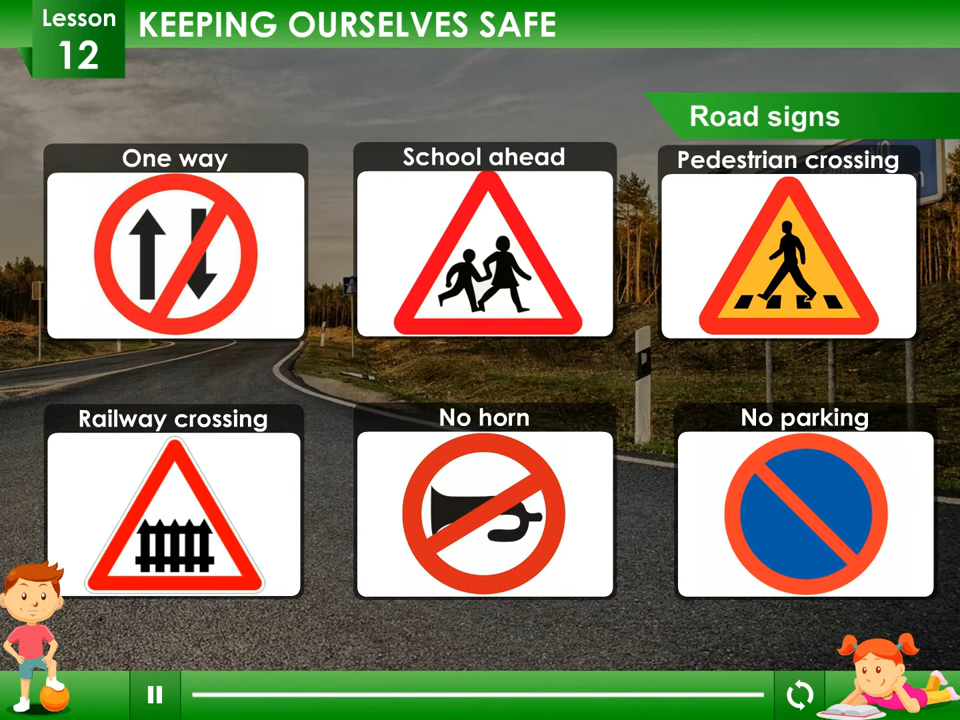 Lesson
12
KEEPING OURSELVES SAFE
Road signs
One way
School ahead
Pedestrian crossing
Railway crossing
No horn
No parking